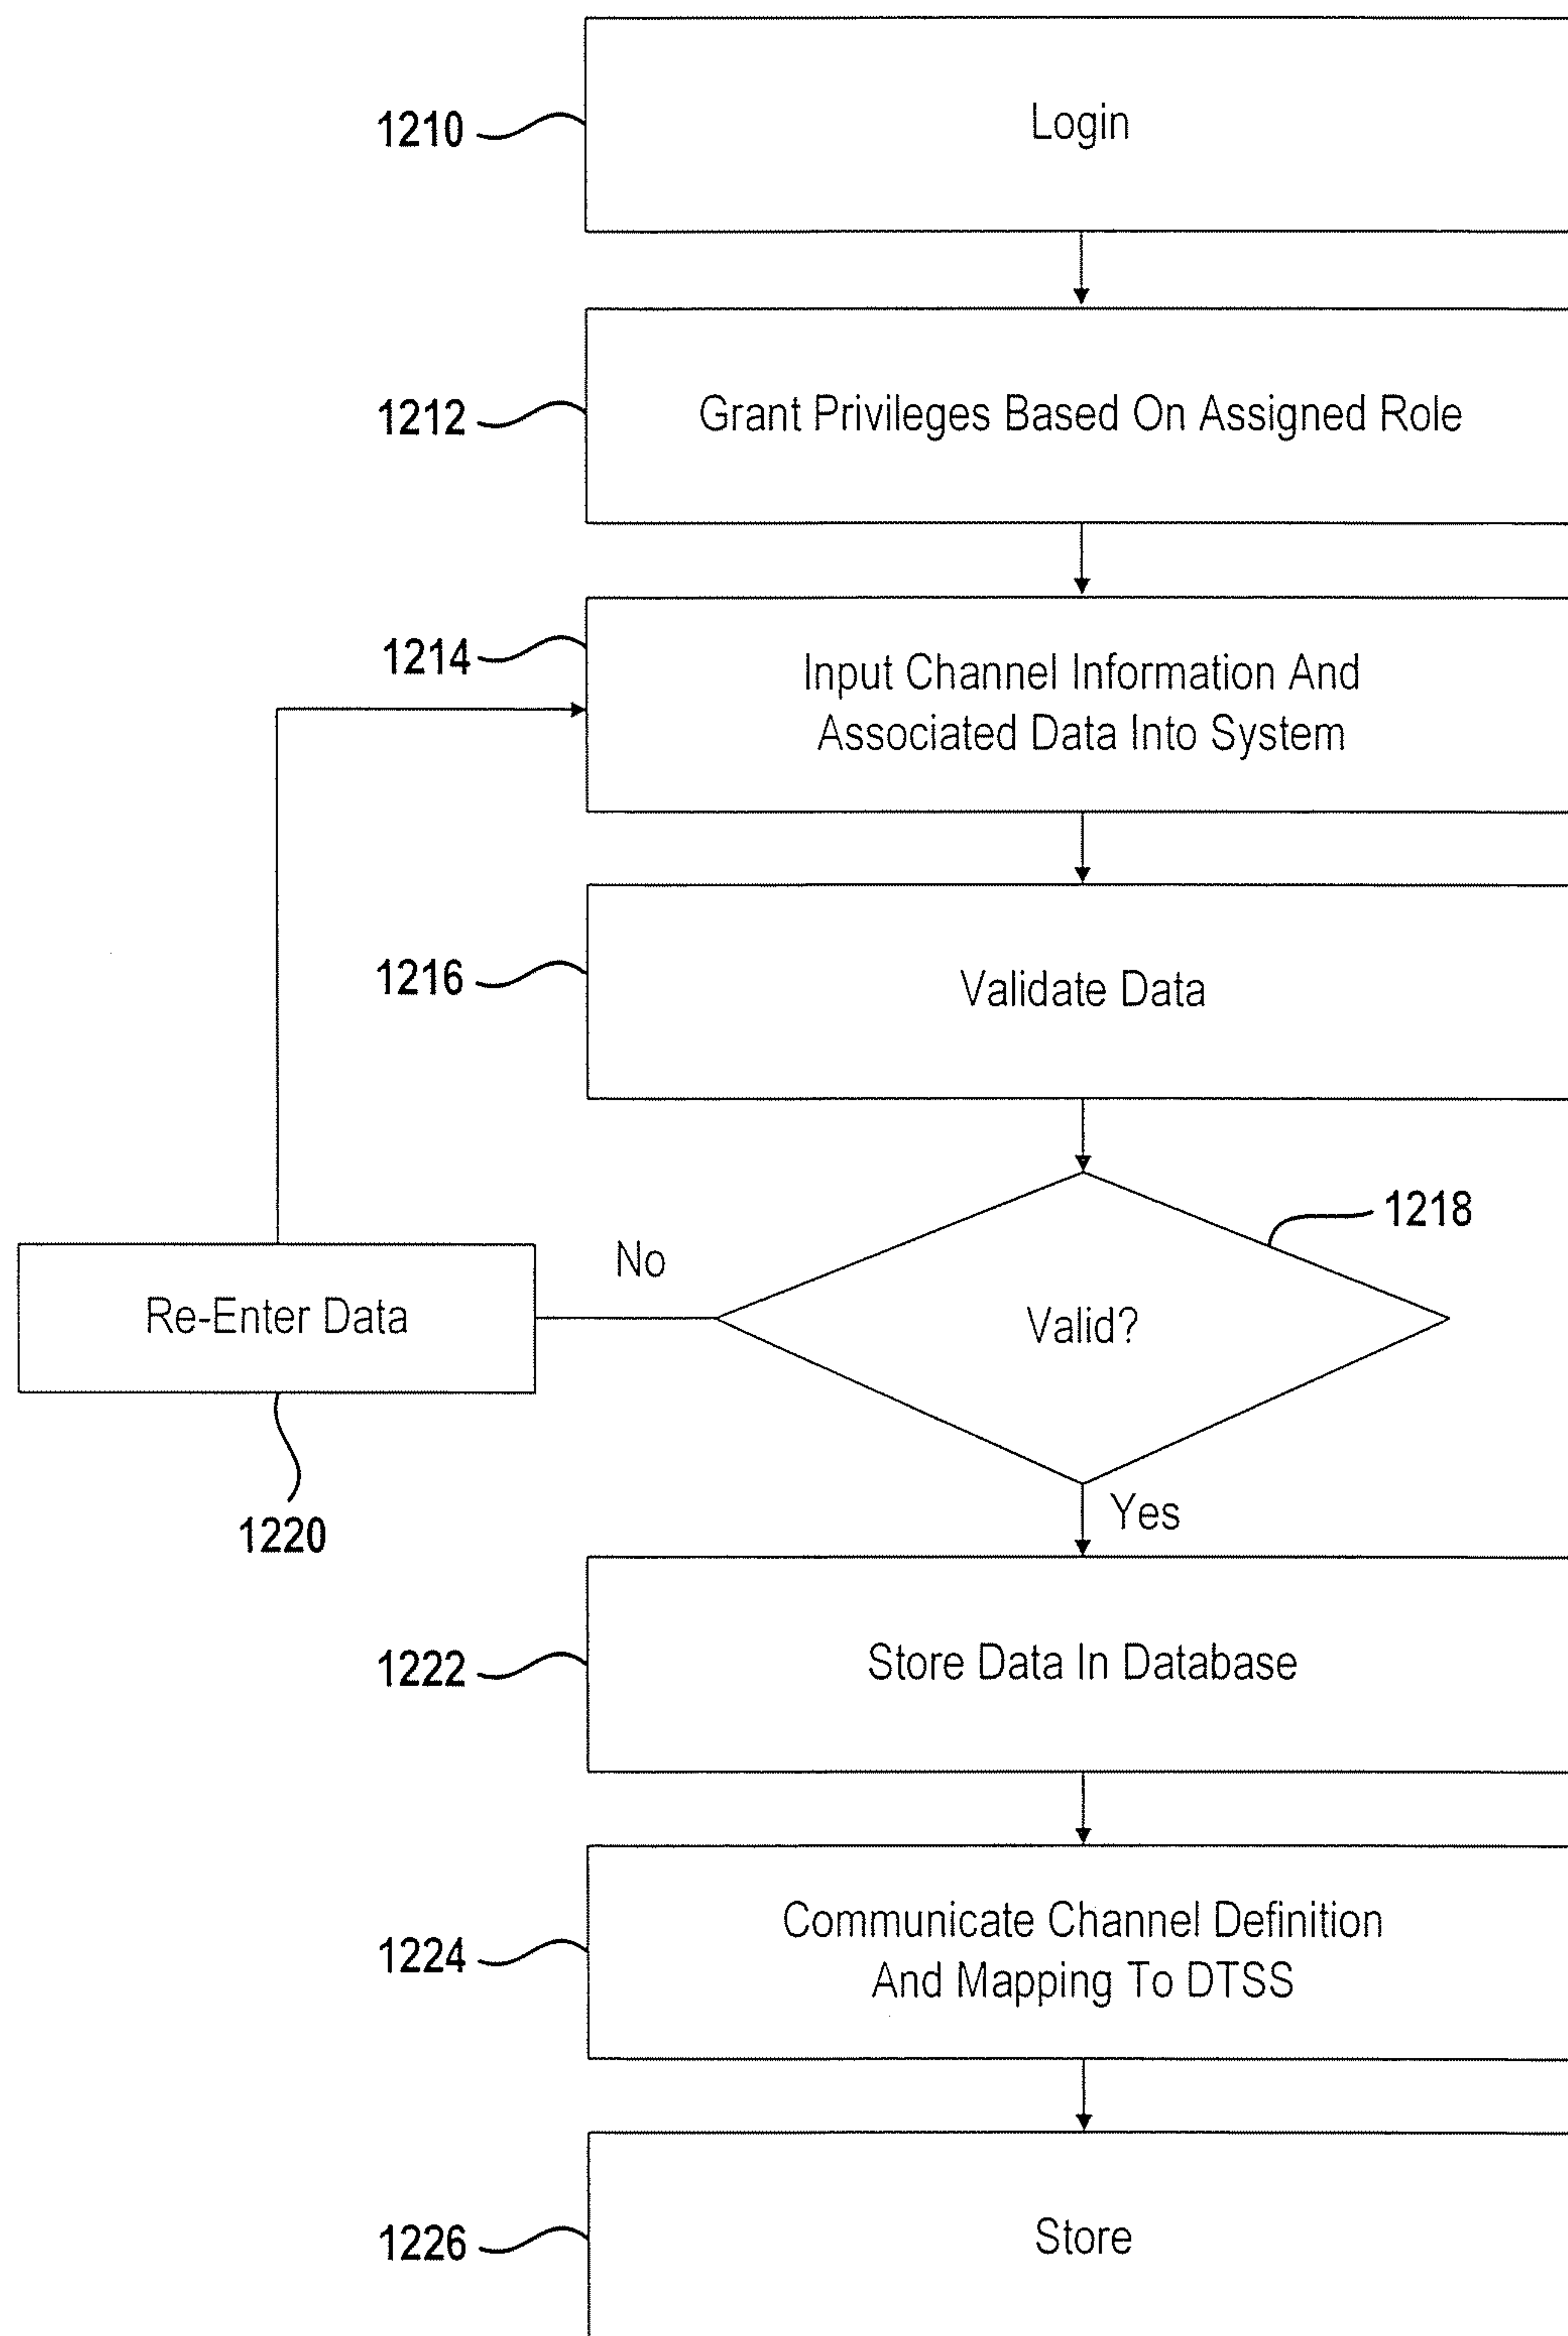 1210
Login
1212
Grant Privileges Based On Assigned Role
1214
Input Channel Information And
Associated Data Into System
1216
Validate Data
1218
Valid?
No
Re-Enter Data
1220
Yes
1222
Store Data In Database
1224
Communicate Channel Definition
And Mapping To DTSS
1226
Store